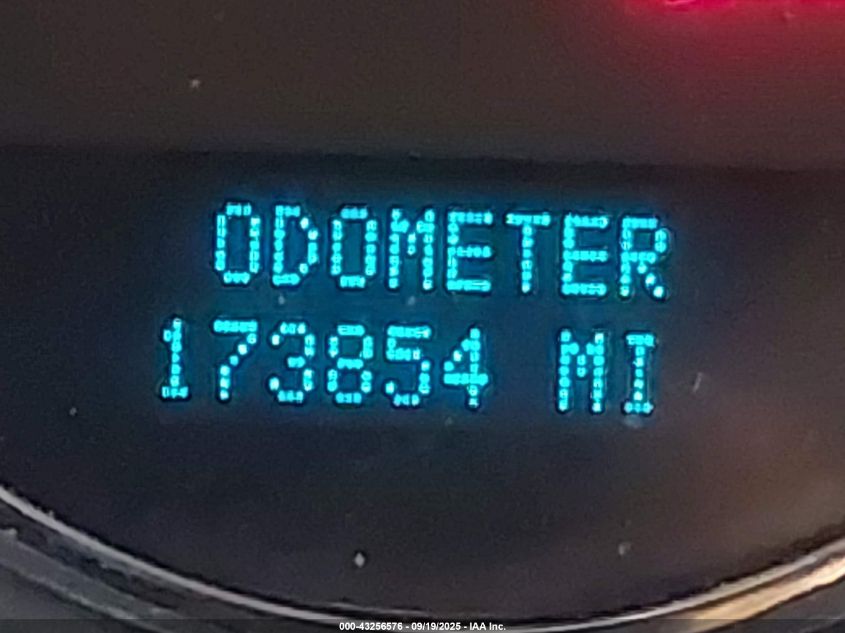 ODOMETER
173854 MI
000-43256576 - 09/19/2025 - IAA Inc.